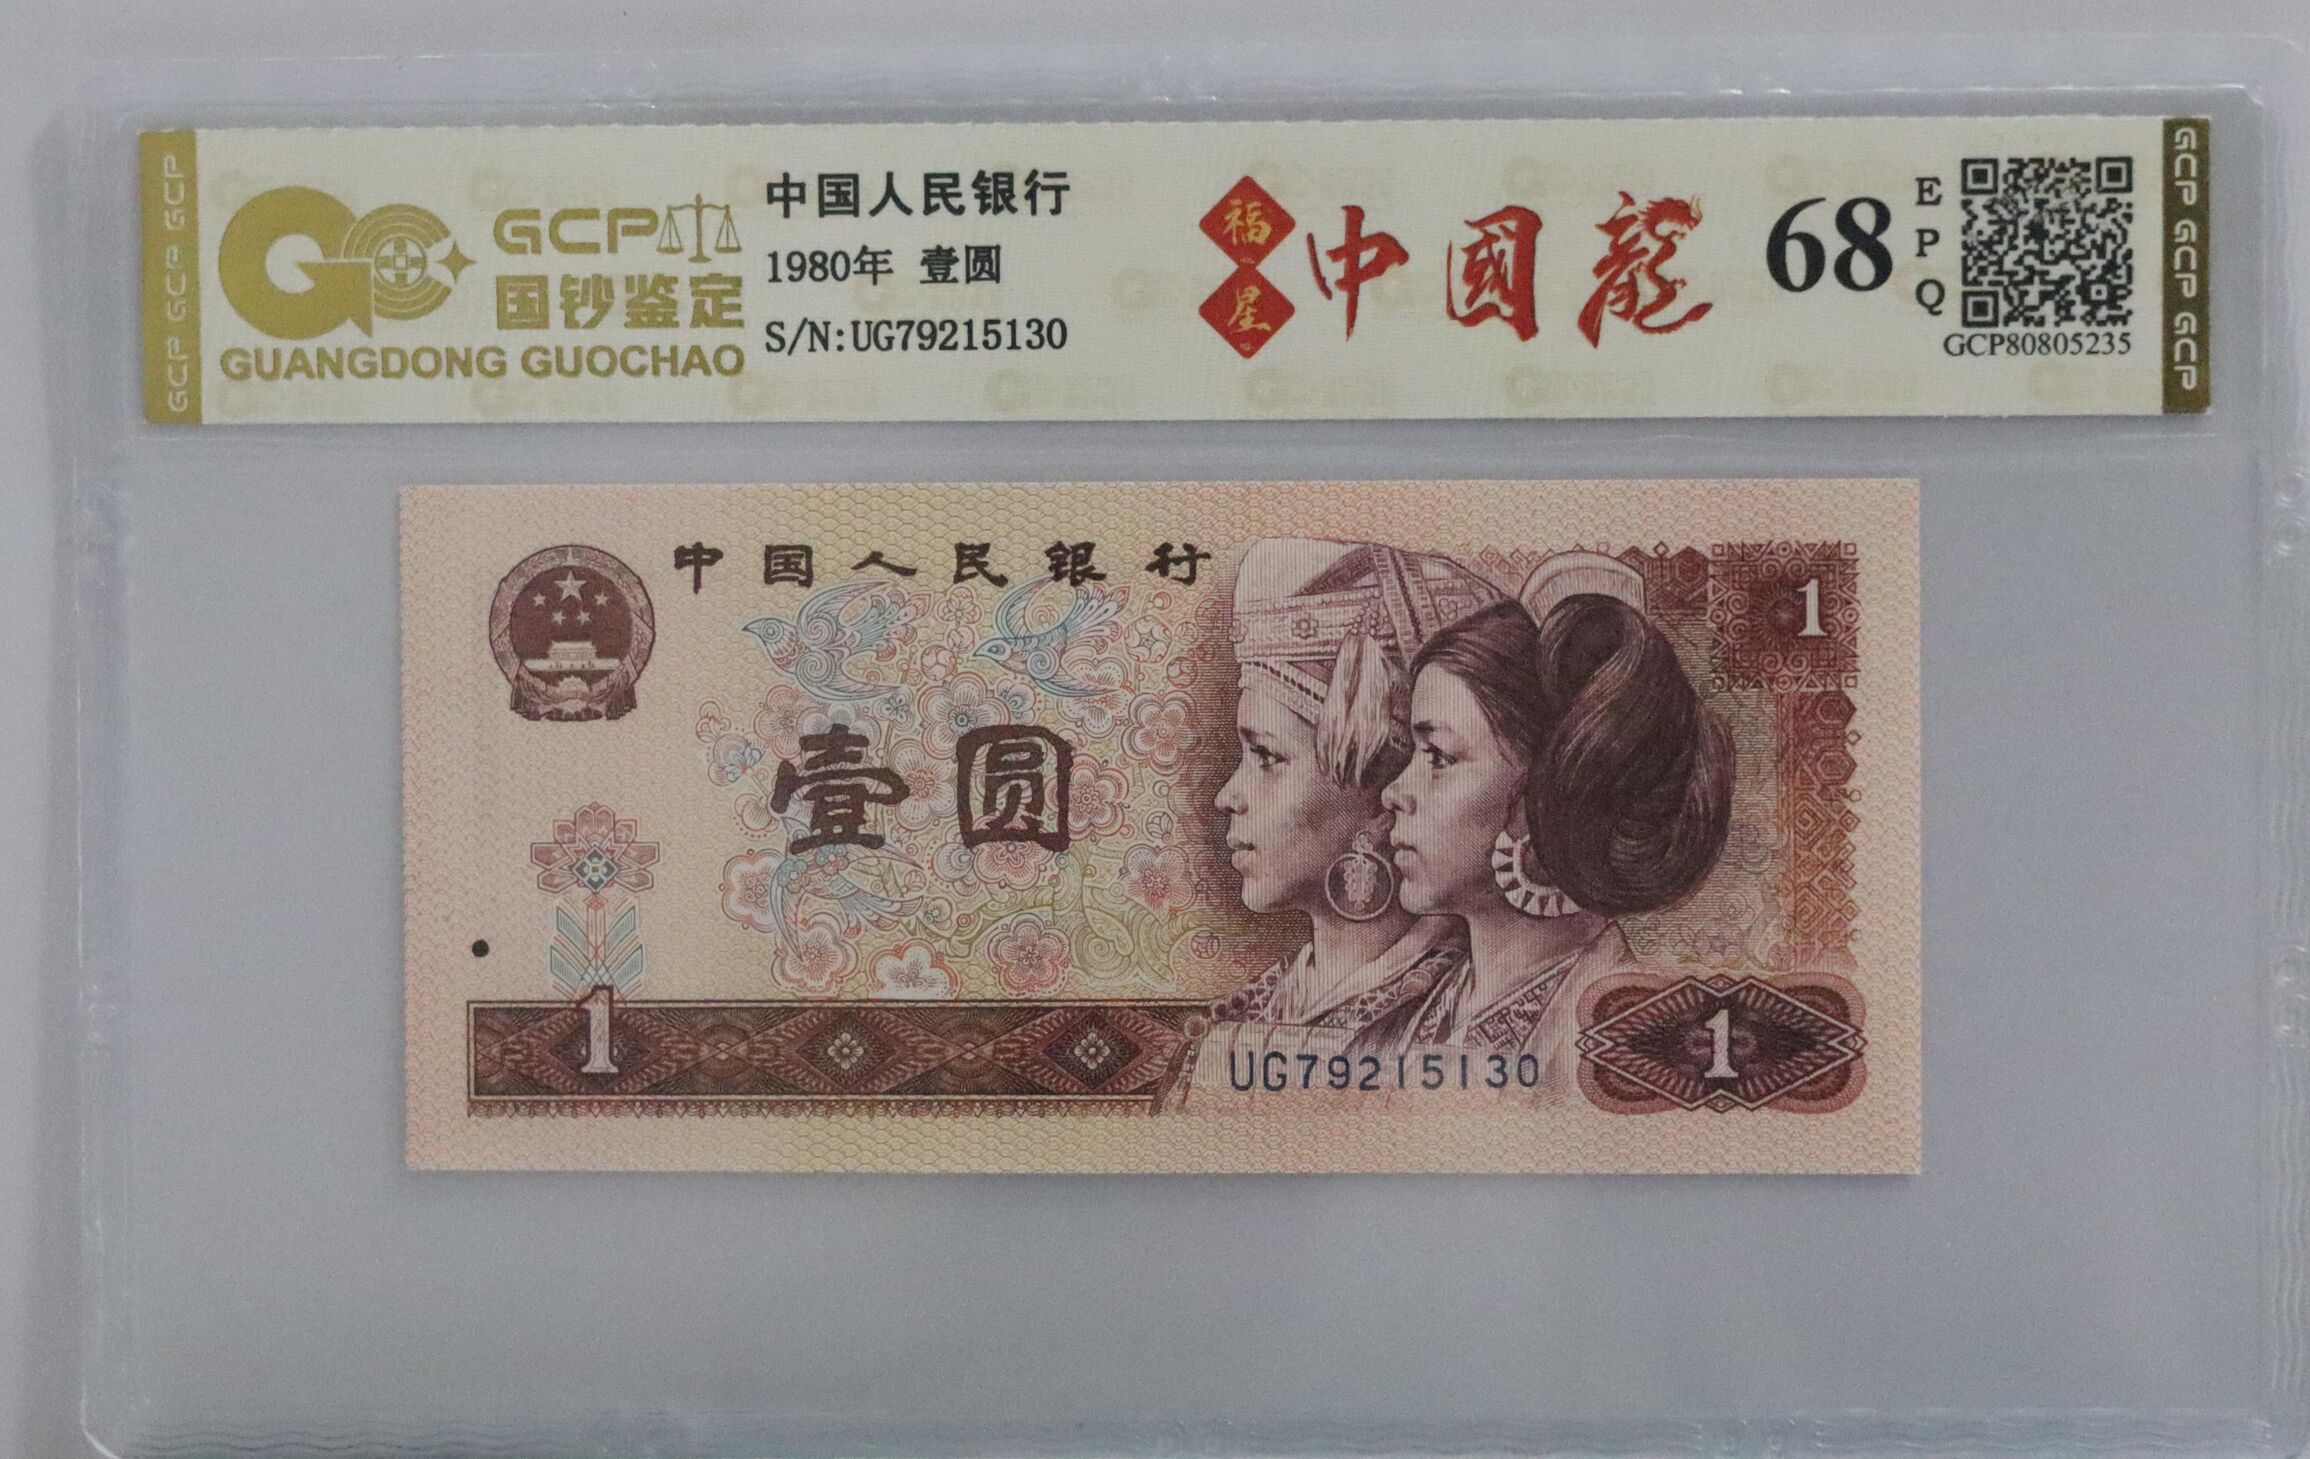 GCP GCP GCP
GCP
国钞鉴定
GUANGDONG GUOCHAO
中国人民银行
1980年 壹圆
S/N:UG79215130
福星
中國龍
68
EPQ
GCP80805235
GCP GCP GCP
中国人民银行
1
壹圆
1
UG79215130
1